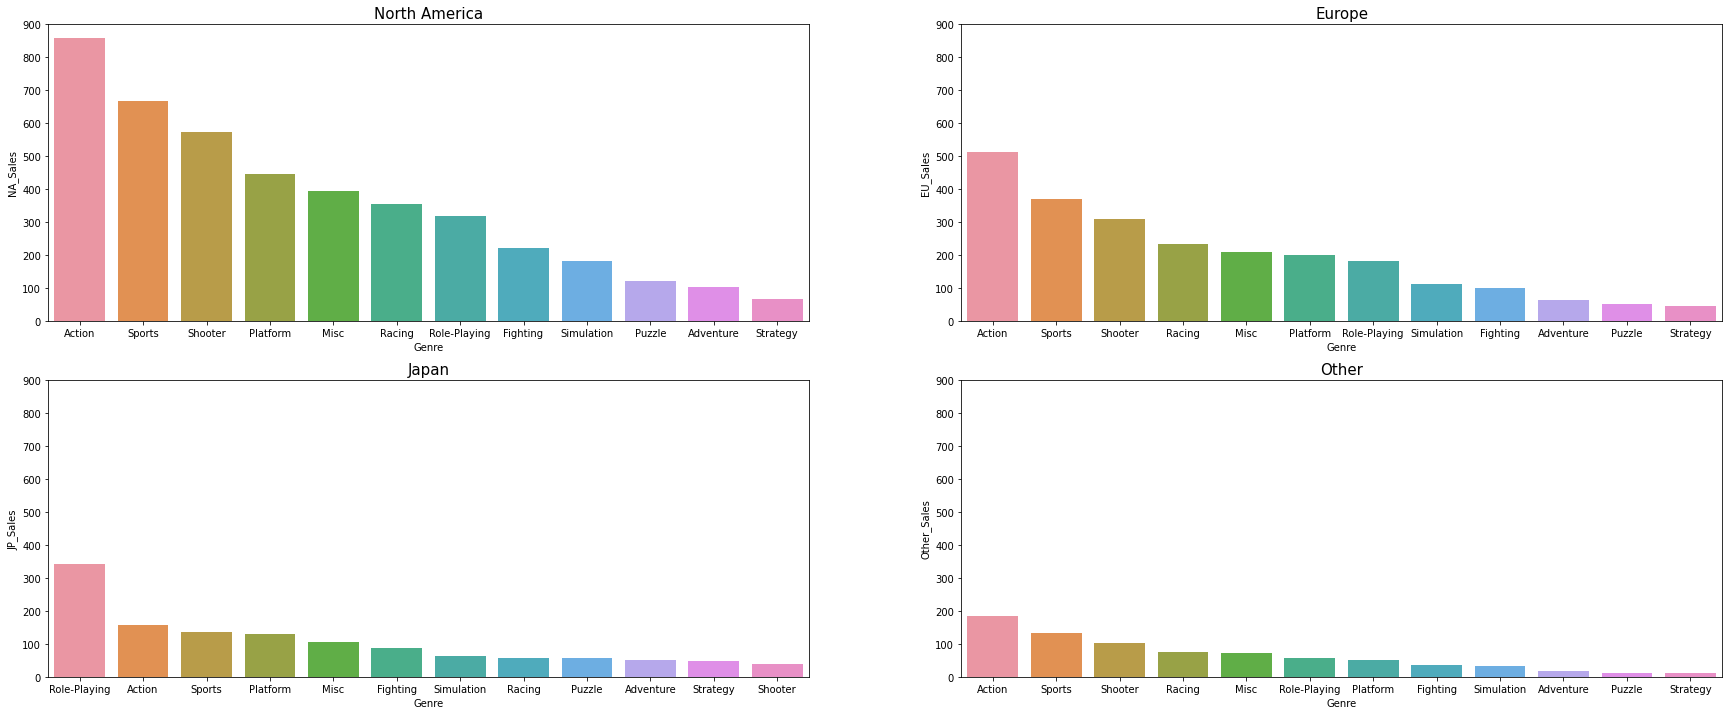 North America
900
800
700
600
500
400
300
200
100
0
NA_Sales
Action Sports Shooter Platform Misc Racing Role-Playing Fighting Simulation Puzzle Adventure Strategy
Genre
Europe
900
800
700
600
500
400
300
200
100
0
EU_Sales
Action Sports Shooter Racing Misc Platform Role-Playing Simulation Fighting Adventure Puzzle Strategy
Genre
Japan
900
800
700
600
500
400
300
200
100
0
JP_Sales
Role-Playing Action Sports Platform Misc Fighting Simulation Racing Puzzle Adventure Strategy Shooter
Genre
Other
900
800
700
600
500
400
300
200
100
0
Other_Sales
Action Sports Shooter Racing Misc Role-Playing Platform Fighting Simulation Adventure Puzzle Strategy
Genre